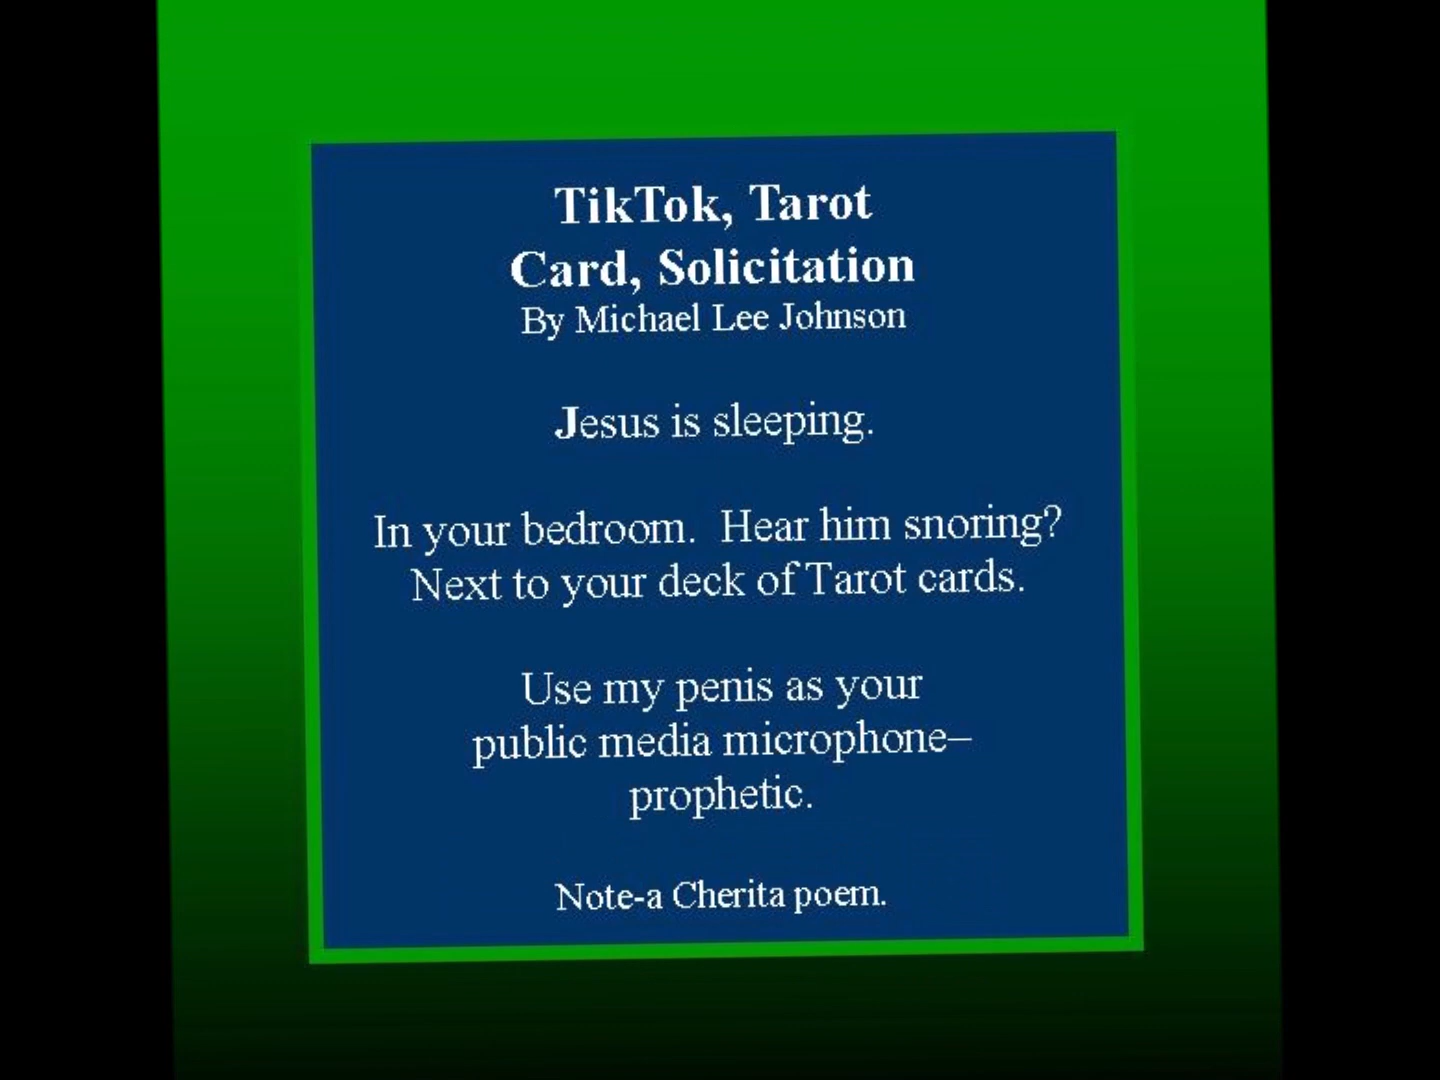 TikTok, Tarot
Card, Solicitation
By Michael Lee Johnson
Jesus is sleeping.
In your bedroom.  Hear him snoring?
Next to your deck of Tarot cards.
Use my penis as your
public media microphone–
prophetic.
Note-a Cherita poem.